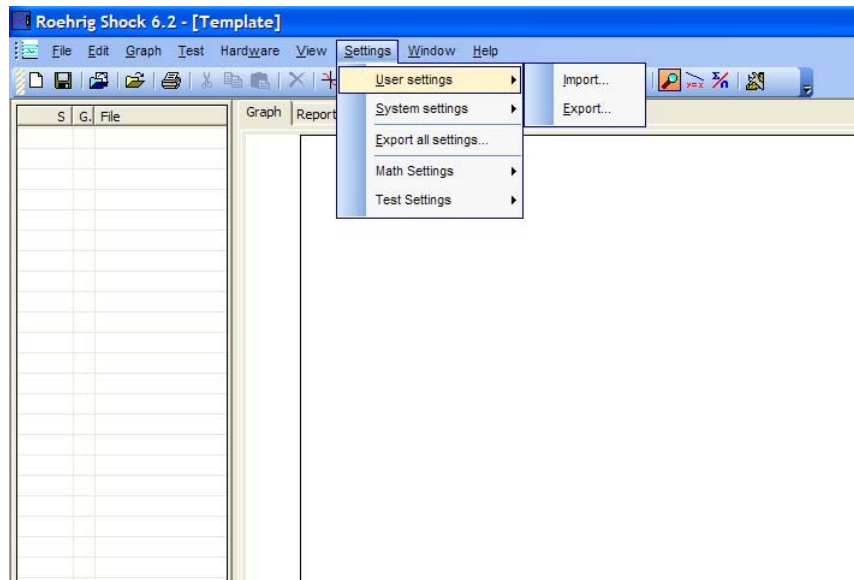 Roehrig Shock 6.2 - [Template]
File Edit Graph Test Hardware View Settings Window Help
User settings
Import...
System settings
Export...
Export all settings...
Math Settings
Test Settings
S G. File
Graph Report
y=x